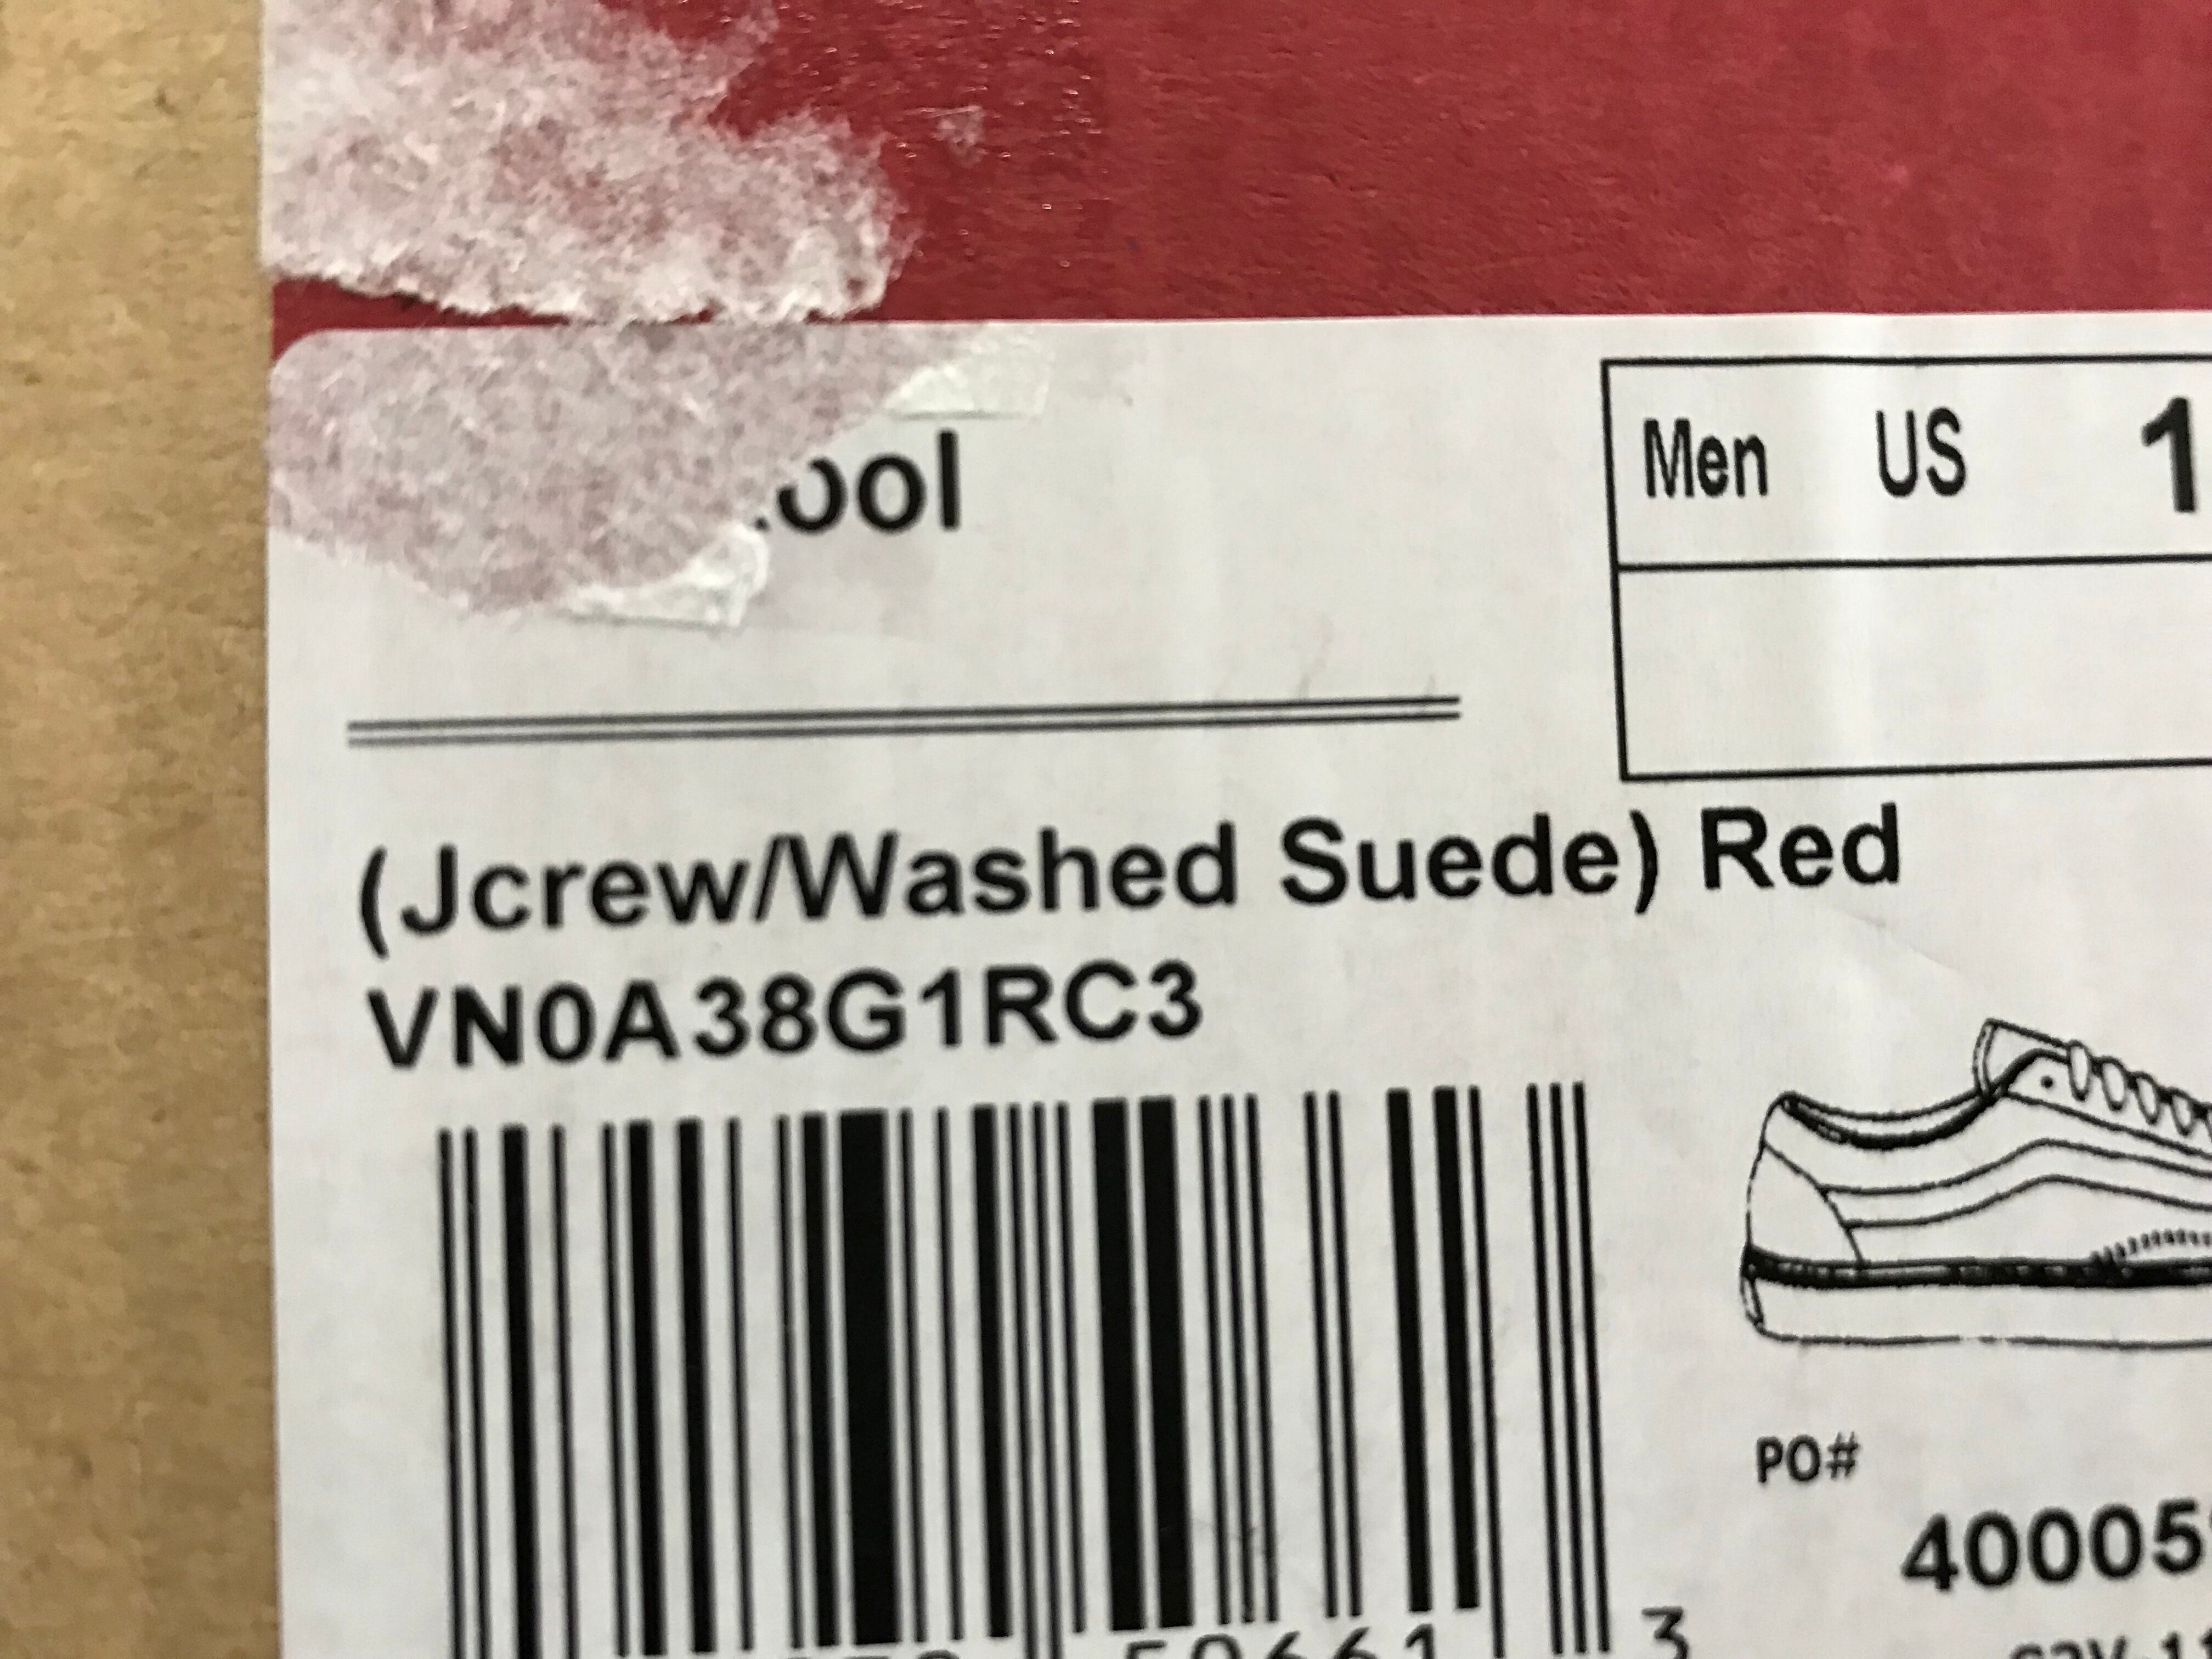 ool
Men US 1
(Jcrew/Washed Suede) Red
VN0A38G1RC3
PO#
40005
3